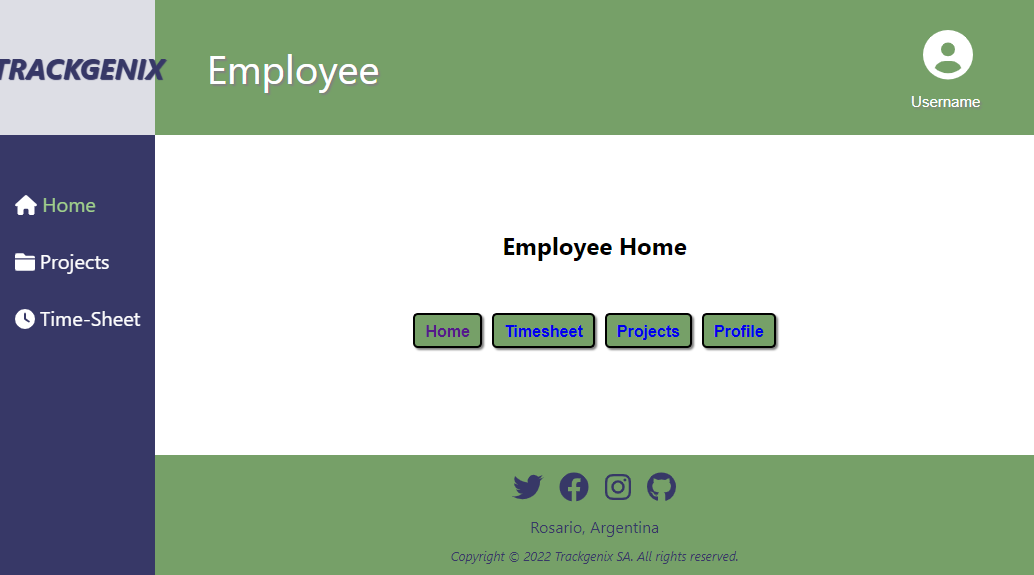 TRACKGENIX
Employee
Username
Home
Projects
Time-Sheet
Employee Home
Home Timesheet Projects Profile
Rosario, Argentina
Copyright © 2022 Trackgenix SA. All rights reserved.